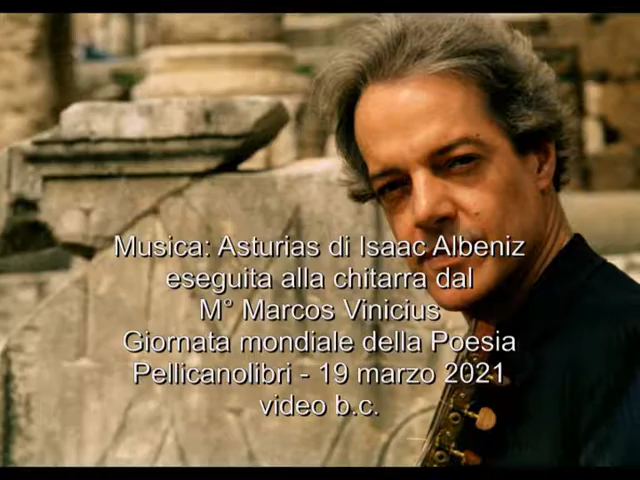 Musica: Asturias di Isaac Albeniz
eseguita alla chitarra dal
M° Marcos Vinicius
Giornata mondiale della Poesia
Pellicanolibri - 19 marzo 2021
video b.c.